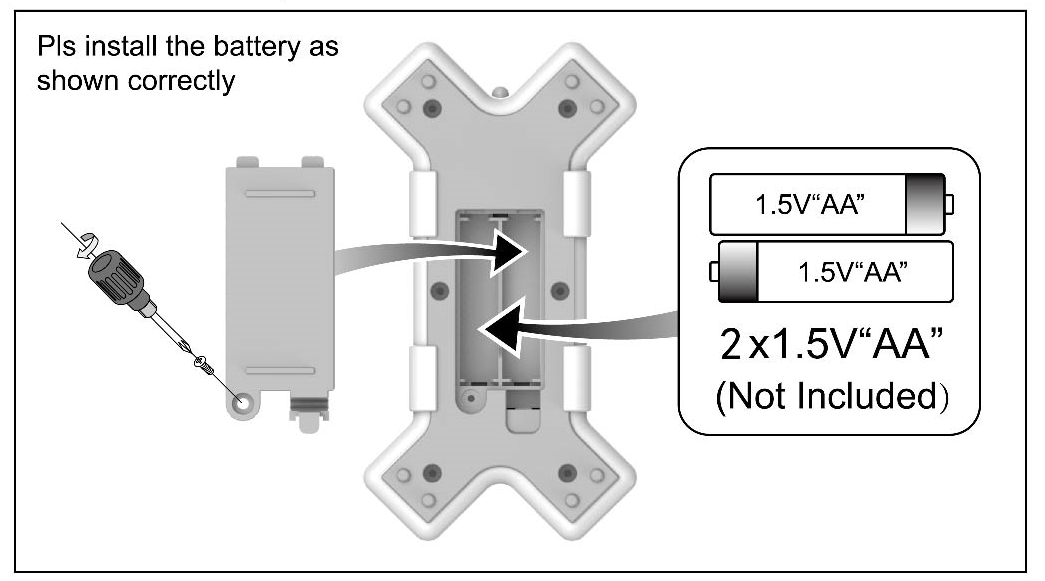 Pls install the battery as
shown correctly
1.5V“AA”
1.5V“AA”
2x1.5V“AA”
(Not Included)